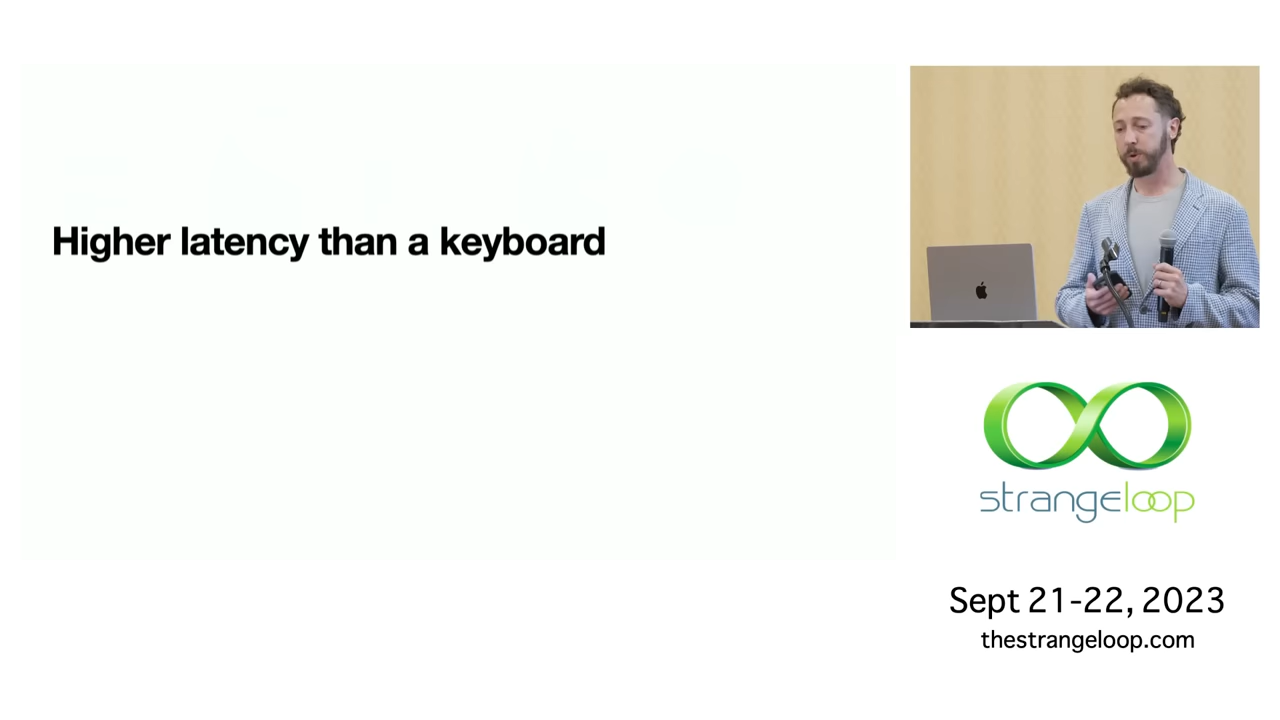 Higher latency than a keyboard
strangeloop
Sept 21-22, 2023
thestrangeloop.com